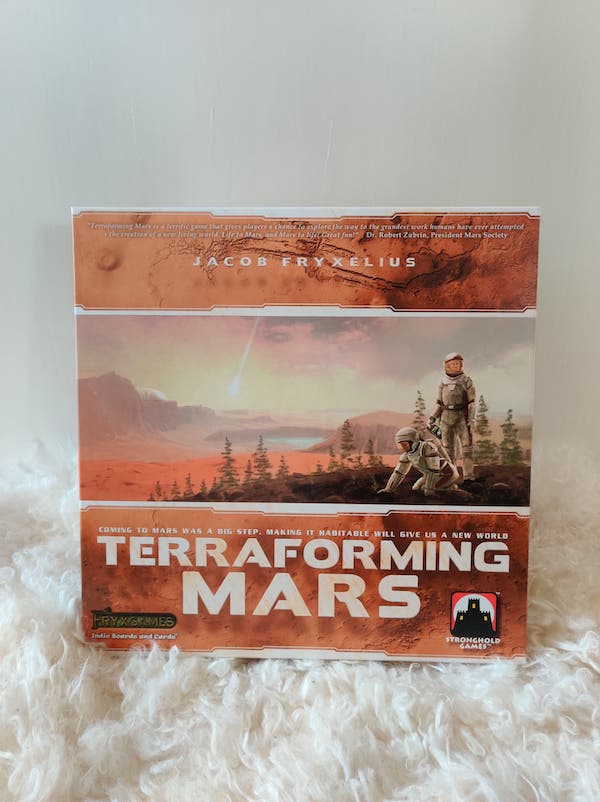 "Terraforming Mars is a terrific game that gives players a chance to explore the way to the grandest work humans have ever attempted
- the creation of a new living world. Life to Mars, and Mars to life! Great fun!" Dr. Robert Zubrin, President Mars Society
JACOB FRYXELIUS
COMING TO MARS WAS A BIG STEP. MAKING IT HABITABLE WILL GIVE US A NEW WORLD
TERRAFORMING
MARS
FRYXGAMES
Indie Boards and Cards
STRONGHOLD
GAMES™